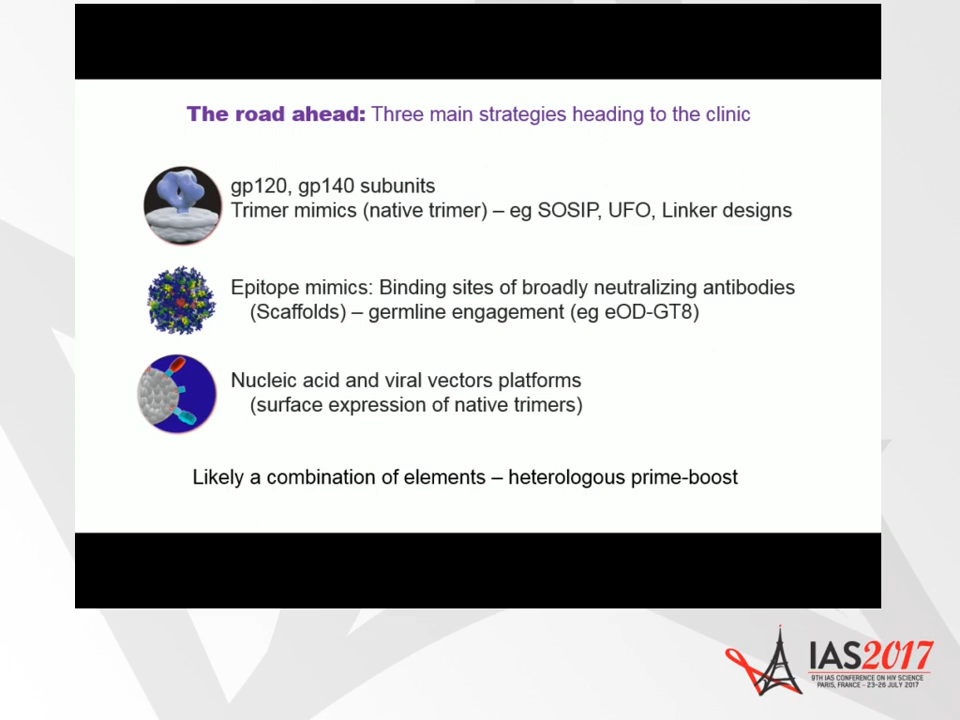 The road ahead: Three main strategies heading to the clinic
gp120, gp140 subunits
Trimer mimics (native trimer) – eg SOSIP, UFO, Linker designs
Epitope mimics: Binding sites of broadly neutralizing antibodies
(Scaffolds) – germline engagement (eg eOD-GT8)
Nucleic acid and viral vectors platforms
(surface expression of native trimers)
Likely a combination of elements – heterologous prime-boost
IAS2017
9TH IAS CONFERENCE ON HIV SCIENCE
PARIS, FRANCE - 23-26 JULY 2017